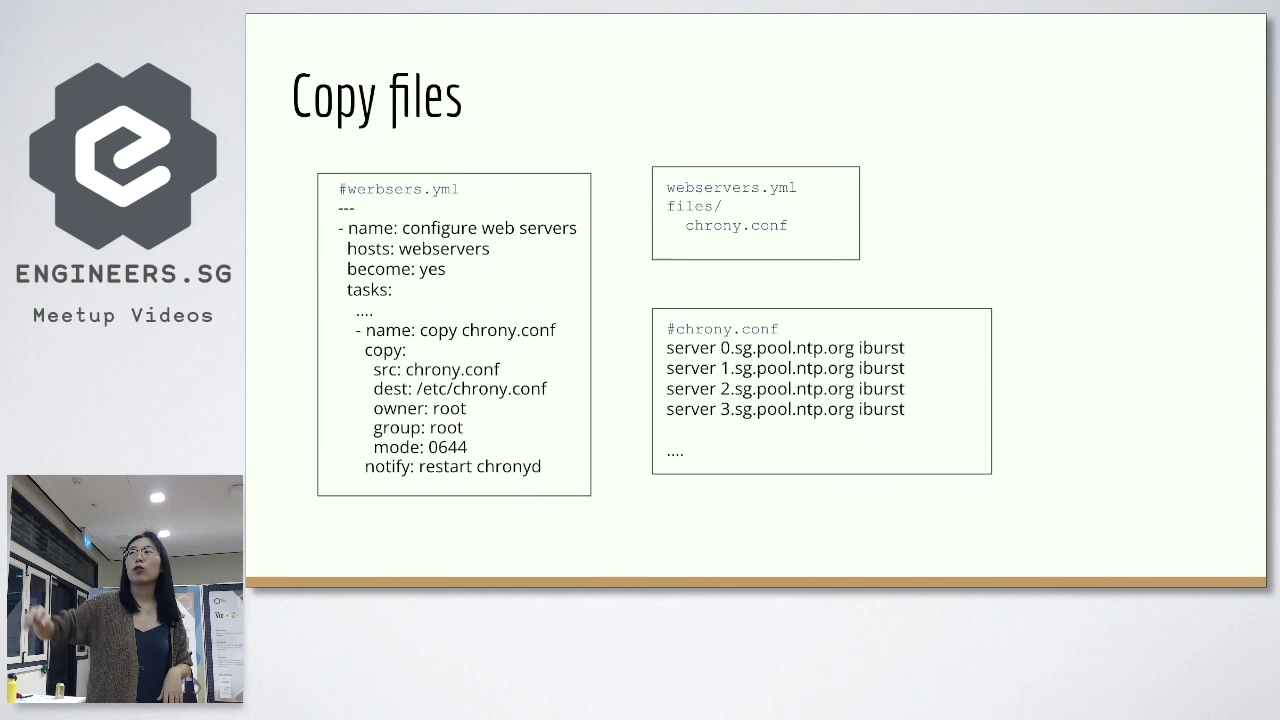 ENGINEERS.SG
Meetup Videos
Copy files
#werbsers.yml
---
- name: configure web servers
hosts: webservers
become: yes
tasks:
....
- name: copy chrony.conf
copy:
src: chrony.conf
dest: /etc/chrony.conf
owner: root
group: root
mode: 0644
notify: restart chronyd
webservers.yml
files/
chrony.conf
#chrony.conf
server 0.sg.pool.ntp.org iburst
server 1.sg.pool.ntp.org iburst
server 2.sg.pool.ntp.org iburst
server 3.sg.pool.ntp.org iburst
....